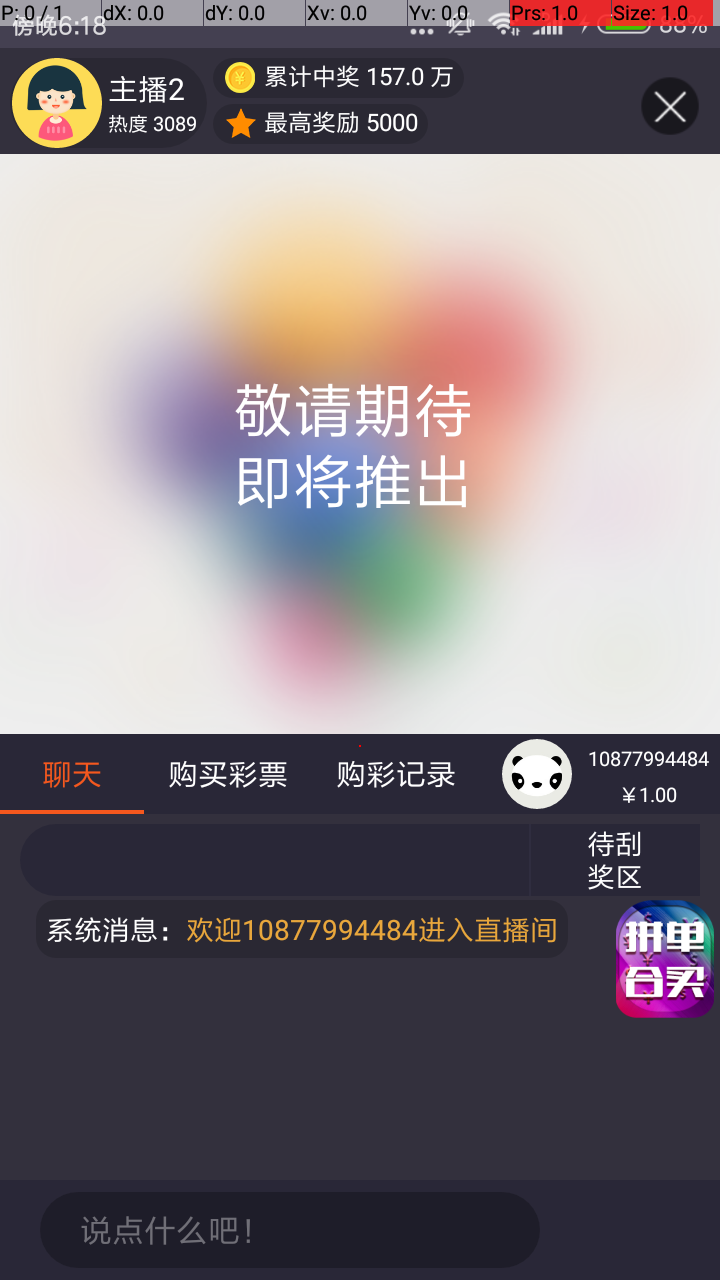 P: 0 / 1 dX: 0.0 dY: 0.0 Xv: 0.0 Yv: 0.0 Prs: 1.0 Size: 1.0
傍晚6:18 88%
主播2
热度 3089
累计中奖 157.0 万
最高奖励 5000
敬请期待
即将推出
聊天 购买彩票 购彩记录
10877994484
￥1.00
待刮
奖区
系统消息：欢迎10877994484进入直播间
拼单
合买
说点什么吧！